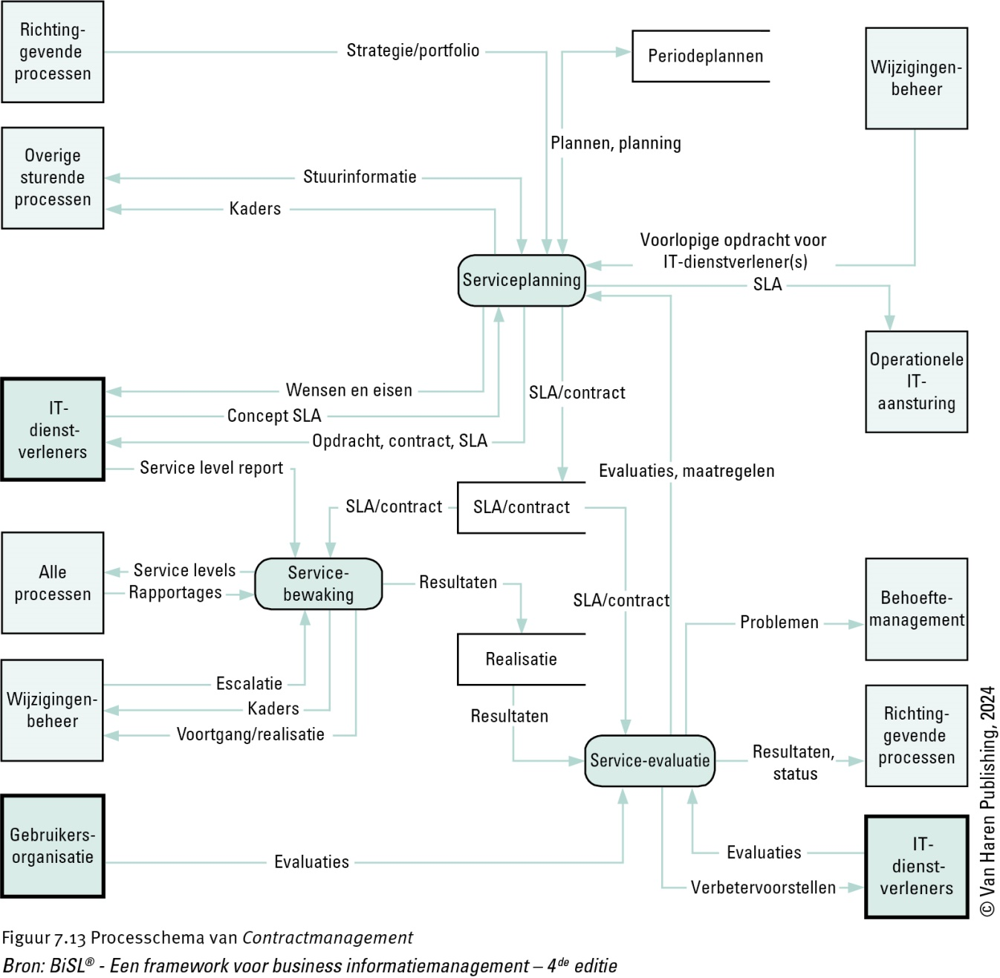 Richting-
gevende
processen
Strategie/portfolio
Periodeplannen
Wijzigingen-
beheer
Plannen, planning
Overige
sturende
processen
Stuurinformatie
Kaders
Voorlopige opdracht voor
IT-dienstverlener(s)
Serviceplanning
SLA
Operationele
IT-
aansturing
IT-
dienst-
verleners
Wensen en eisen
SLA/contract
Concept SLA
Opdracht, contract, SLA
Service level report
Evaluaties, maatregelen
SLA/contract
SLA/contract
Alle
processen
Service levels
Rapportages
Service-
bewaking
Resultaten
SLA/contract
Behoefte-
management
Problemen
Realisatie
Wijzigingen-
beheer
Escalatie
Kaders
Voortgang/realisatie
Resultaten
Service-evaluatie
Resultaten,
status
Richting-
gevende
processen
Gebruikers-
organisatie
Evaluaties
Evaluaties
Verbetervoorstellen
IT-
dienst-
verleners
© Van Haren Publishing, 2024
Figuur 7.13 Processchema van Contractmanagement
Bron: BiSL® - Een framework voor business informatiemanagement – 4de editie